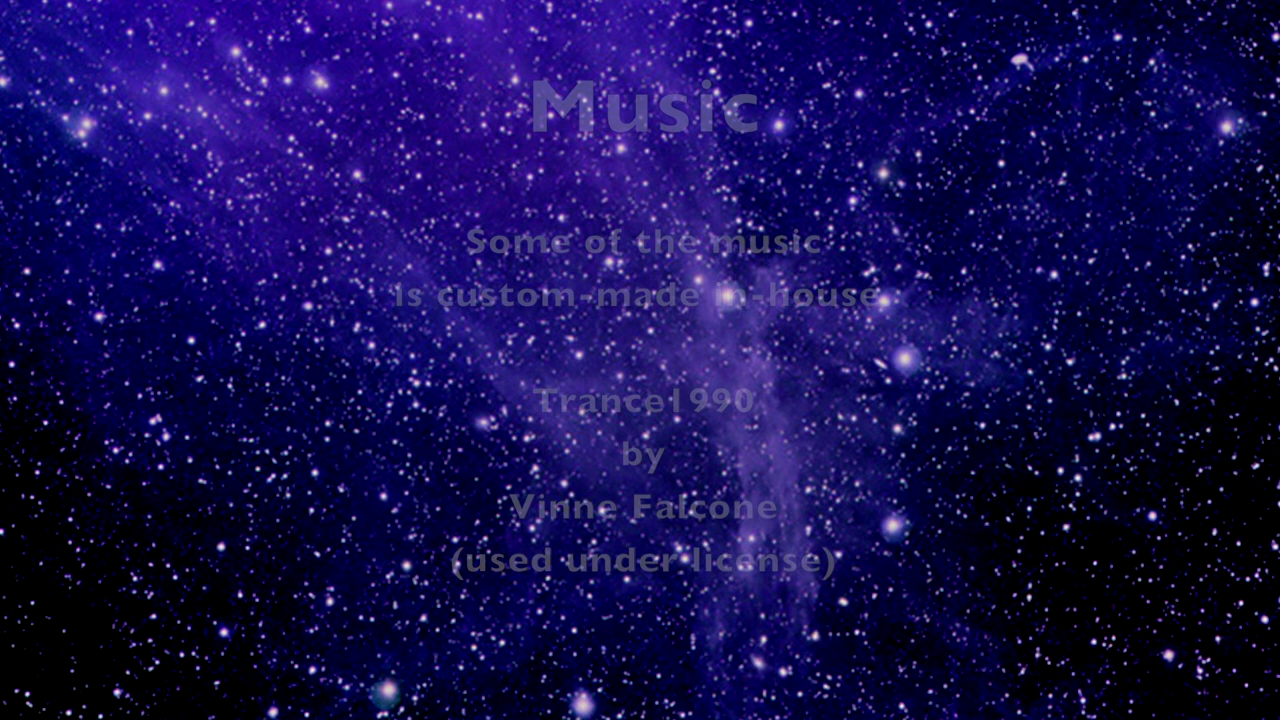 Music
Some of the music
is custom-made in-house
Trance1990
by
Vinne Falcone
(used under license)